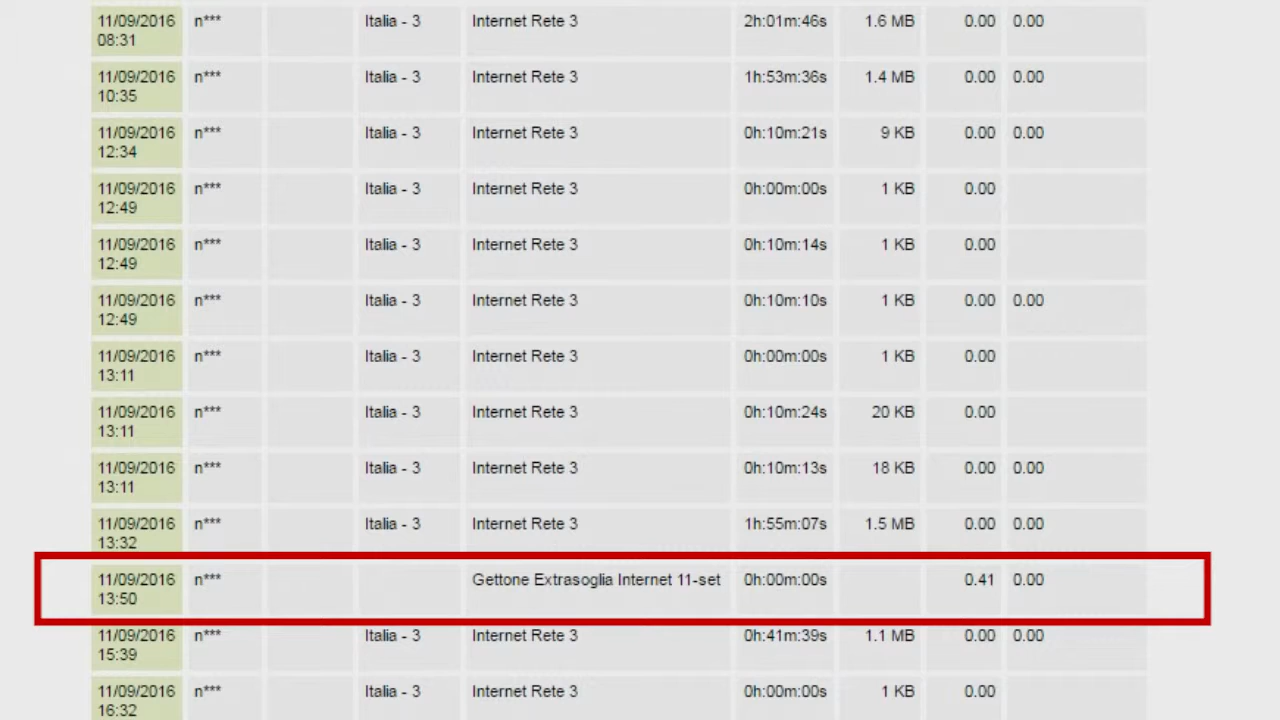 11/09/2016 n*** Italia - 3 Internet Rete 3 2h:01m:46s 1.6 MB 0.00 0.00
08:31
11/09/2016 n*** Italia - 3 Internet Rete 3 1h:53m:36s 1.4 MB 0.00 0.00
10:35
11/09/2016 n*** Italia - 3 Internet Rete 3 0h:10m:21s 9 KB 0.00 0.00
12:34
11/09/2016 n*** Italia - 3 Internet Rete 3 0h:00m:00s 1 KB 0.00
12:49
11/09/2016 n*** Italia - 3 Internet Rete 3 0h:10m:14s 1 KB 0.00
12:49
11/09/2016 n*** Italia - 3 Internet Rete 3 0h:10m:10s 1 KB 0.00 0.00
12:49
11/09/2016 n*** Italia - 3 Internet Rete 3 0h:00m:00s 1 KB 0.00
13:11
11/09/2016 n*** Italia - 3 Internet Rete 3 0h:10m:24s 20 KB 0.00
13:11
11/09/2016 n*** Italia - 3 Internet Rete 3 0h:10m:13s 18 KB 0.00 0.00
13:11
11/09/2016 n*** Italia - 3 Internet Rete 3 1h:55m:07s 1.5 MB 0.00 0.00
13:32
11/09/2016 n*** Gettone Extrasoglia Internet 11-set 0h:00m:00s 0.41 0.00
13:50
11/09/2016 n*** Italia - 3 Internet Rete 3 0h:41m:39s 1.1 MB 0.00 0.00
15:39
11/09/2016 n*** Italia - 3 Internet Rete 3 0h:00m:00s 1 KB 0.00
16:32